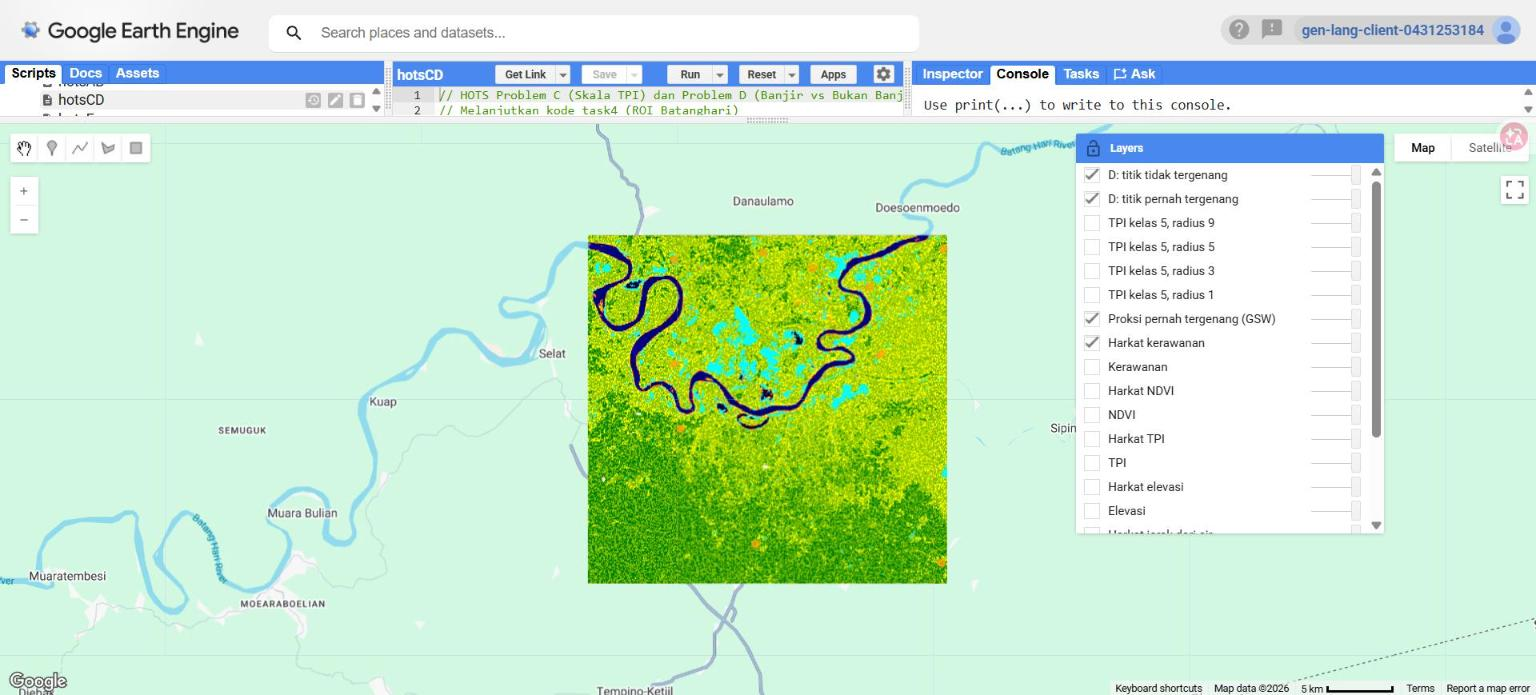 Google Earth Engine
Search places and datasets...
gen-lang-client-0431253184
Scripts
Docs
Assets
hotsCD
hotsCD
Get Link
Save
Run
Reset
Apps
1 // HOTS Problem C (Skala TPI) dan Problem D (Banjir vs Bukan Banj
2 // Melanjutkan kode task4 (ROI Batanghari)
Inspector
Console
Tasks
Ask
Use print(...) to write to this console.
Layers
D: titik tidak tergenang
D: titik pernah tergenang
TPI kelas 5, radius 9
TPI kelas 5, radius 5
TPI kelas 5, radius 3
TPI kelas 5, radius 1
Proksi pernah tergenang (GSW)
Harkat kerawanan
Kerawanan
Harkat NDVI
NDVI
Harkat TPI
TPI
Harkat elevasi
Elevasi
Map
Satellite
Batang Hari River
Danaulamo
Doesoenmoedo
Selat
Kuap
SEMUGUK
Sipin
Muara Bulian
Batang Hari River
Muaratembesi
MOEARABOELIAN
Tempino-Ketjil
Google
Keyboard shortcuts
Map data ©2026
5 km
Terms
Report a map error